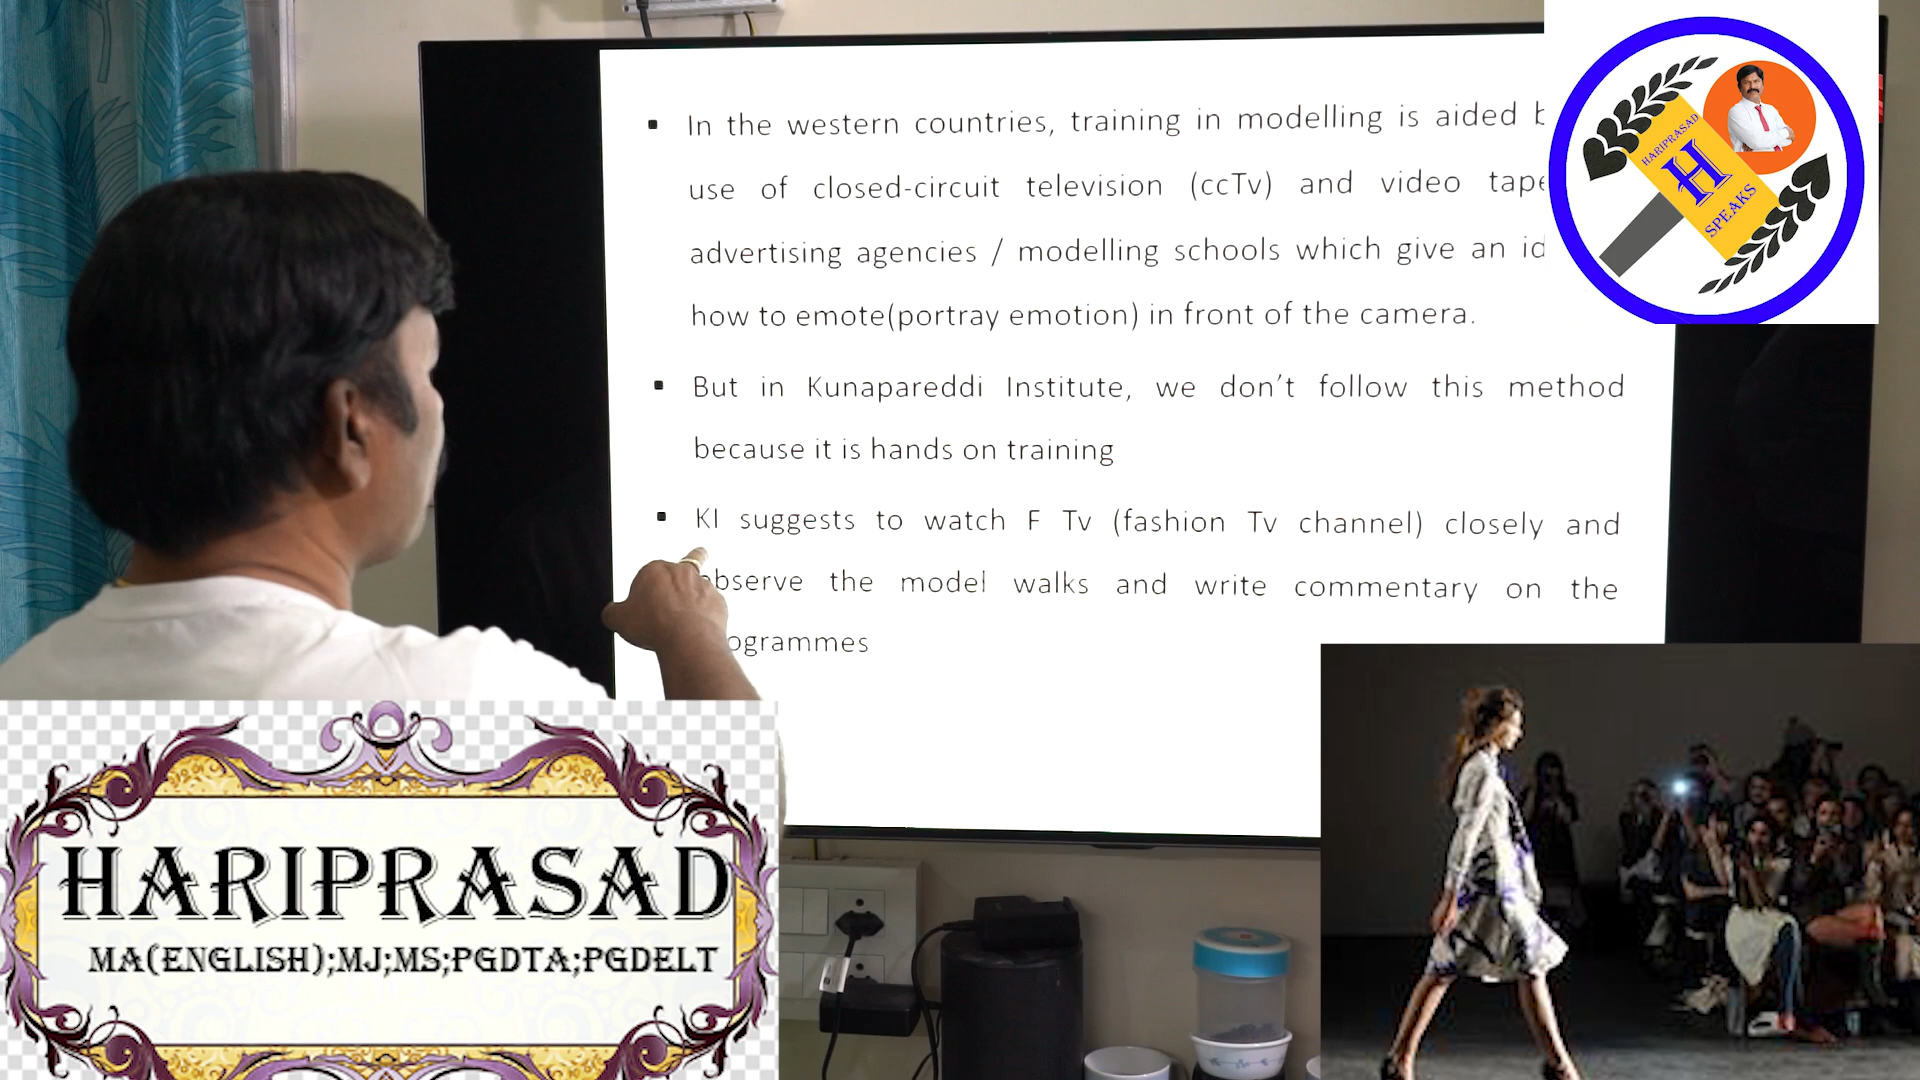 ▪ In the western countries, training in modelling is aided
use of closed-circuit television (ccTv) and video
advertising agencies / modelling schools which give an
how to emote(portray emotion) in front of the camera.
▪ But in Kunapareddi Institute, we don't follow this method
because it is hands on training
▪ KI suggests to watch F Tv (fashion Tv channel) closely and
observe the model walks and write commentary on the
ogrammes
HARIPRASAD
H
SPEAKS
HARIPRASAD
MA(ENGLISH);MJ;MS;PGDTA;PGDELT